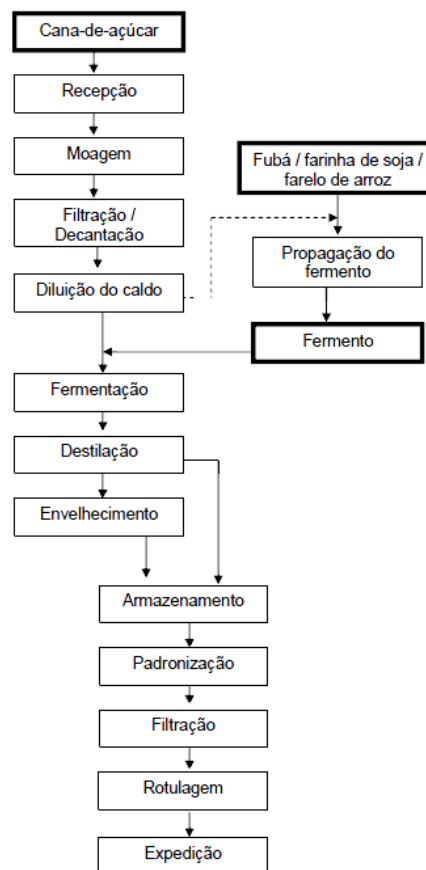 Cana-de-açúcar
Recepção
Moagem
Filtração /
Decantação
Diluição do caldo
Fubá / farinha de soja /
farelo de arroz
Propagação do
fermento
Fermento
Fermentação
Destilação
Envelhecimento
Armazenamento
Padronização
Filtração
Rotulagem
Expedição